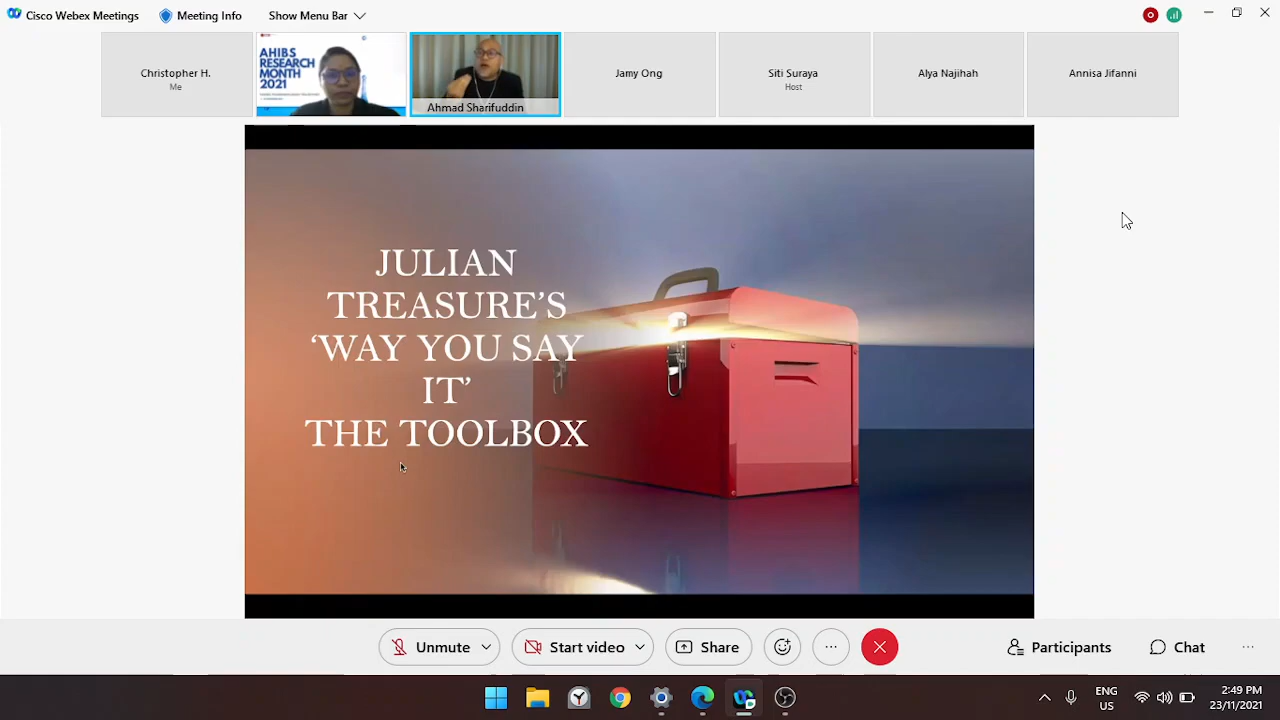 Cisco Webex Meetings
Meeting Info
Show Menu Bar
Christopher H.
Me
AHIBS
RESEARCH
MONTH
2021
Ahmad Sharifuddin
Jamy Ong
Siti Suraya
Host
Alya Najihah
Annisa Jifanni
JULIAN
TREASURE’S
‘WAY YOU SAY
IT’
THE TOOLBOX
Unmute
Start video
Share
Participants
Chat
ENG
US
2:40 PM
23/11/2021